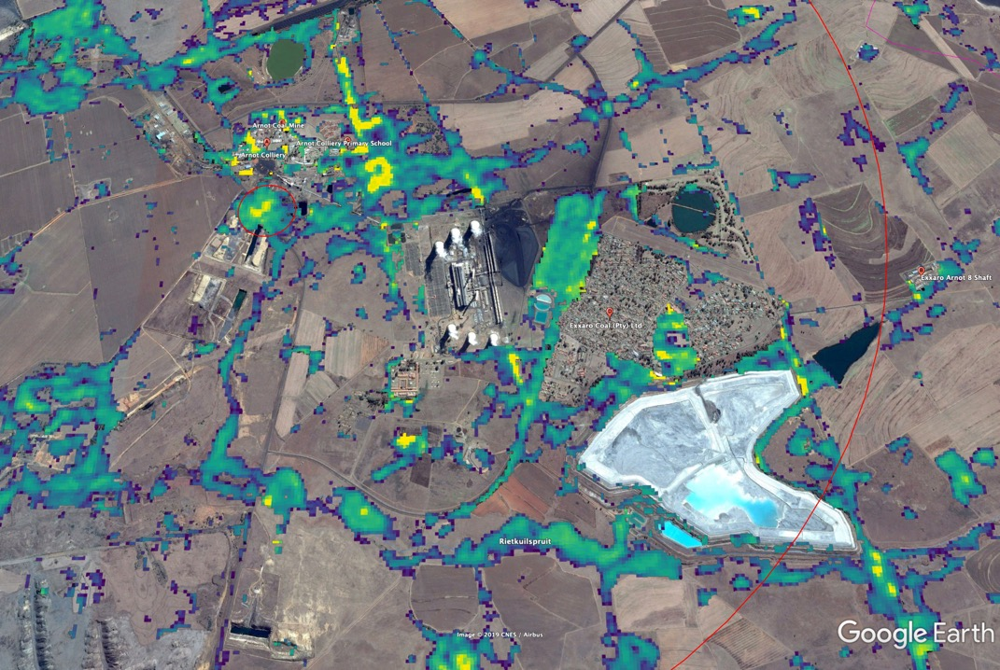 Arnot Coal Mine
Arnot Colliery Primary School
Arnot Colliery
Exxaro Arnot 8 Shaft
Exxaro Coal (Pty) Ltd
Rietkuilspruit
Image © 2019 CNES / Airbus
Google Earth